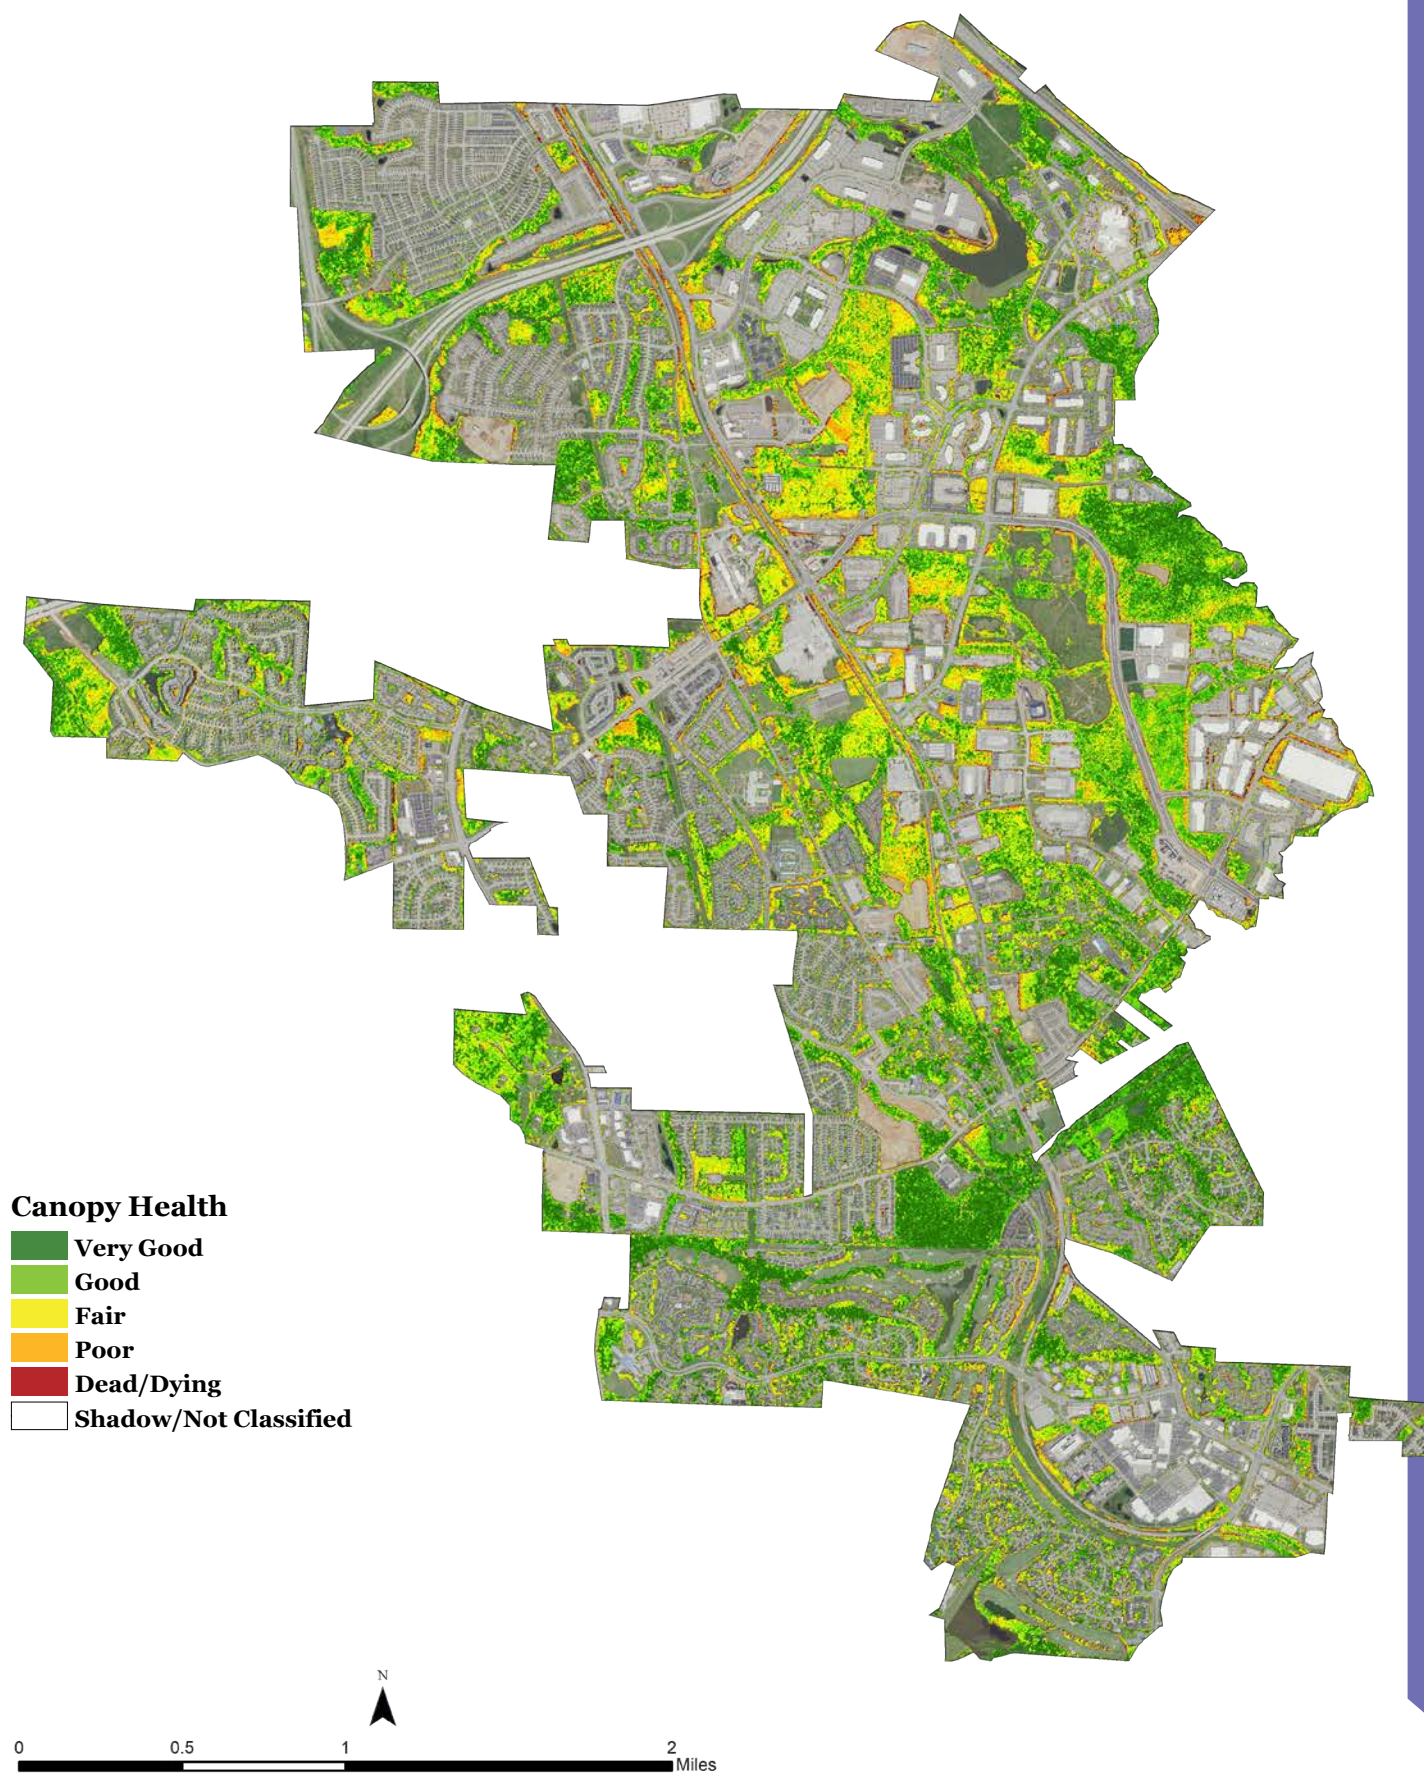 Canopy Health
Very Good
Good
Fair
Poor
Dead/Dying
Shadow/Not Classified
N
0 0.5 1 2
Miles